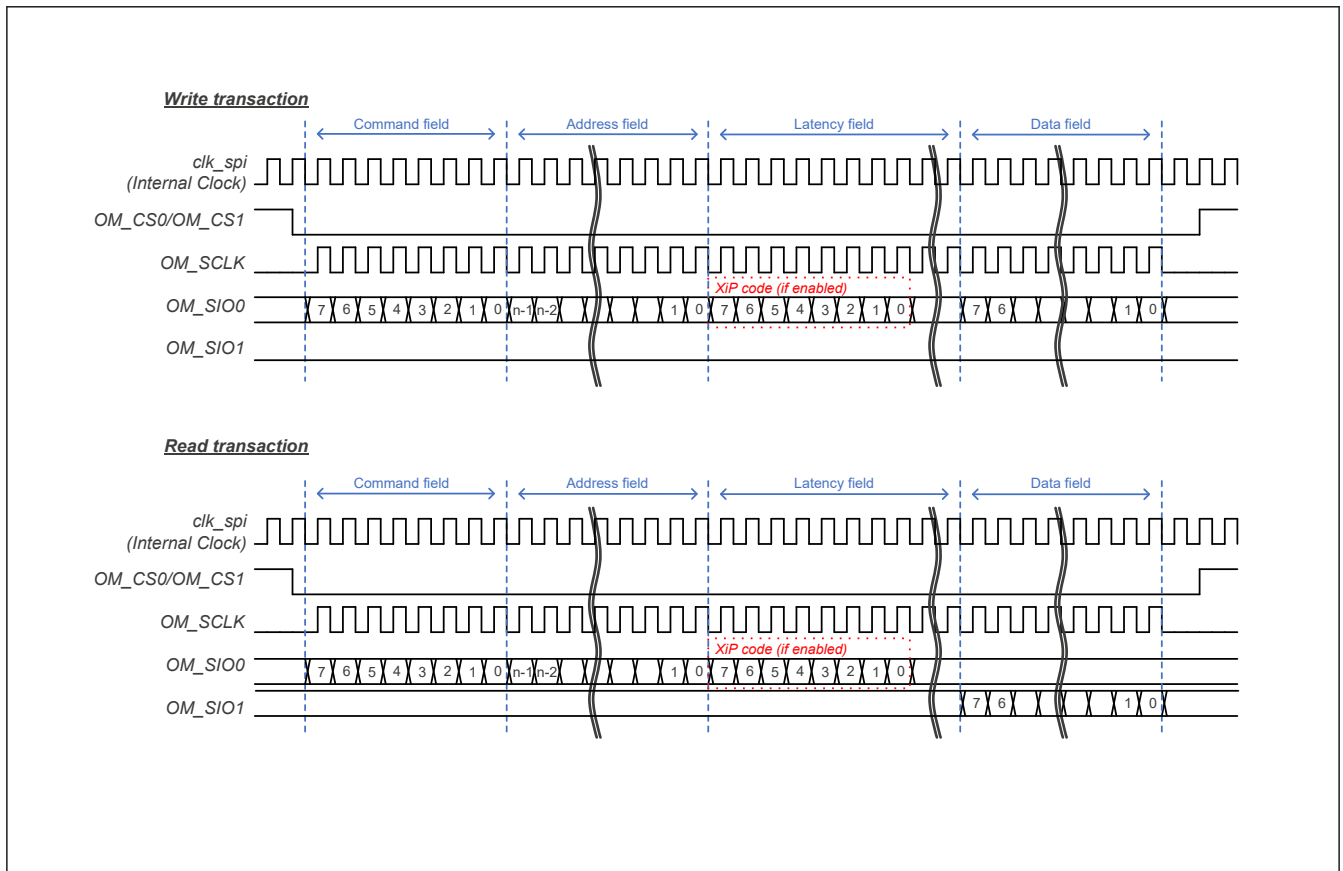 Write transaction
Command field Address field Latency field Data field
clk_spi
(Internal Clock)
OM_CS0/OM_CS1
OM_SCLK
XiP code (if enabled)
OM_SIO0 7 6 5 4 3 2 1 0 n-1 n-2 1 0 7 6 5 4 3 2 1 0 7 6 1 0
OM_SIO1
Read transaction
Command field Address field Latency field Data field
clk_spi
(Internal Clock)
OM_CS0/OM_CS1
OM_SCLK
XiP code (if enabled)
OM_SIO0 7 6 5 4 3 2 1 0 n-1 n-2 1 0 7 6 5 4 3 2 1 0
OM_SIO1 7 6 1 0